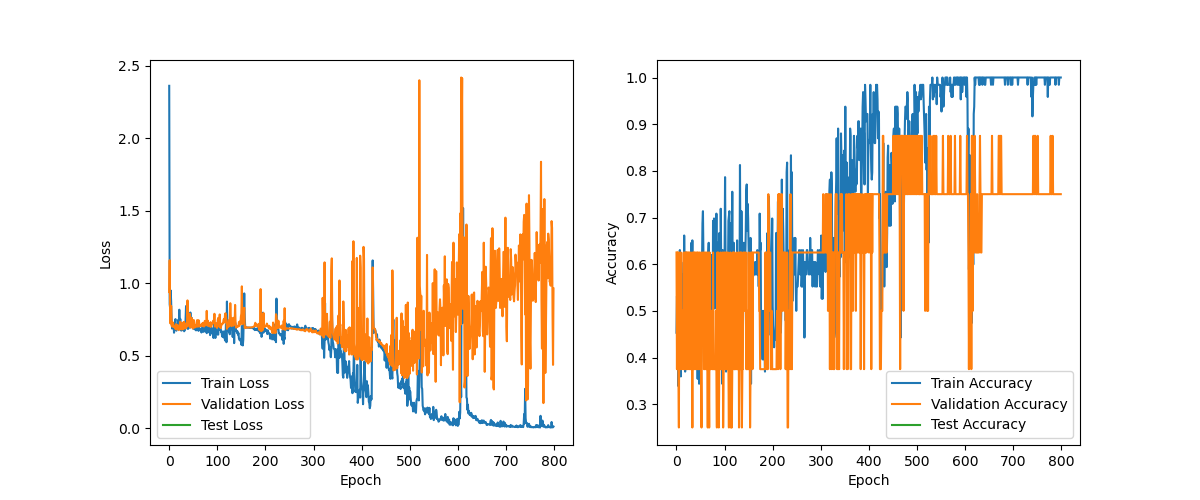 2.5
2.0
1.5
1.0
0.5
0.0
Loss
0 100 200 300 400 500 600 700 800
Epoch
Train Loss
Validation Loss
Test Loss
1.0
0.9
0.8
0.7
0.6
0.5
0.4
0.3
Accuracy
0 100 200 300 400 500 600 700 800
Epoch
Train Accuracy
Validation Accuracy
Test Accuracy